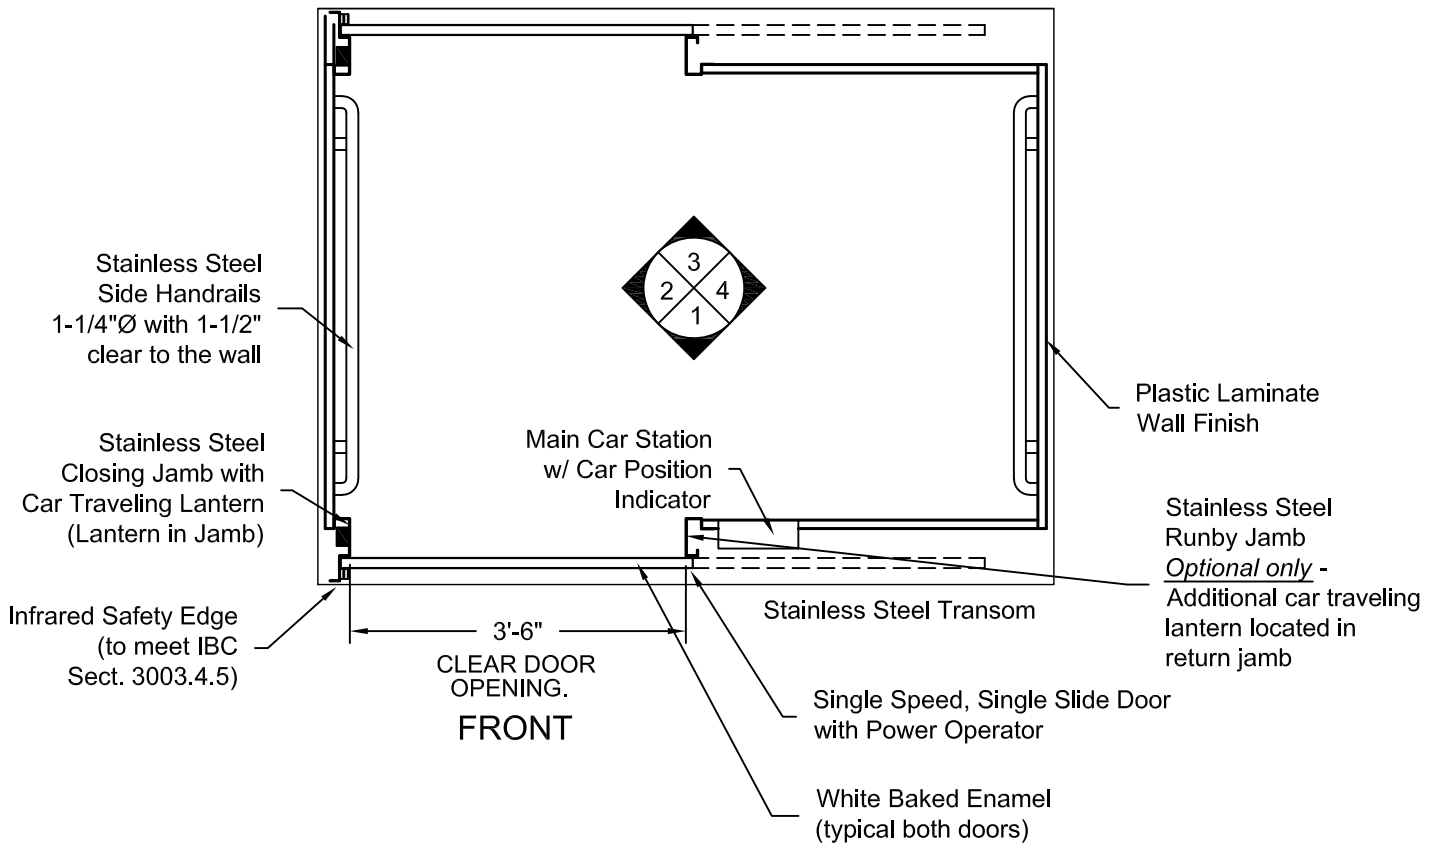 Stainless Steel
Side Handrails
1-1/4"Ø with 1-1/2"
clear to the wall
3
2
4
1
Plastic Laminate
Wall Finish
Stainless Steel
Closing Jamb with
Car Traveling Lantern
(Lantern in Jamb)
Main Car Station
w/ Car Position
Indicator
Stainless Steel
Runby Jamb
Optional only -
Additional car traveling
lantern located in
return jamb
Infrared Safety Edge
(to meet IBC
Sect. 3003.4.5)
3'-6"
CLEAR DOOR
OPENING.
FRONT
Stainless Steel Transom
Single Speed, Single Slide Door
with Power Operator
White Baked Enamel
(typical both doors)